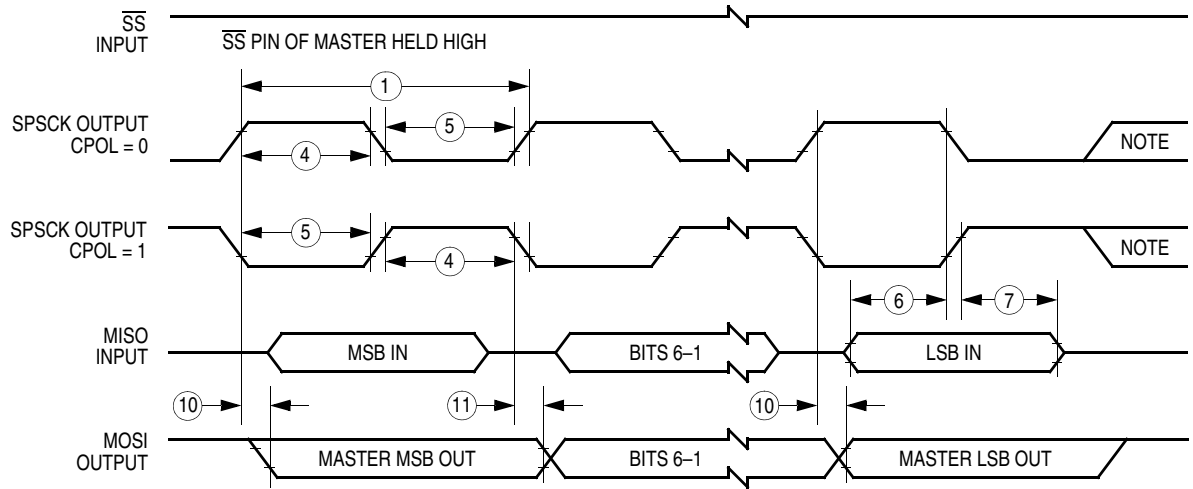 SS
INPUT
SS PIN OF MASTER HELD HIGH
1
SPSCK OUTPUT
CPOL = 0
5
4
NOTE
SPSCK OUTPUT
CPOL = 1
5
4
NOTE
6
7
MISO
INPUT
MSB IN
BITS 6–1
LSB IN
10
11
10
MOSI
OUTPUT
MASTER MSB OUT
BITS 6–1
MASTER LSB OUT